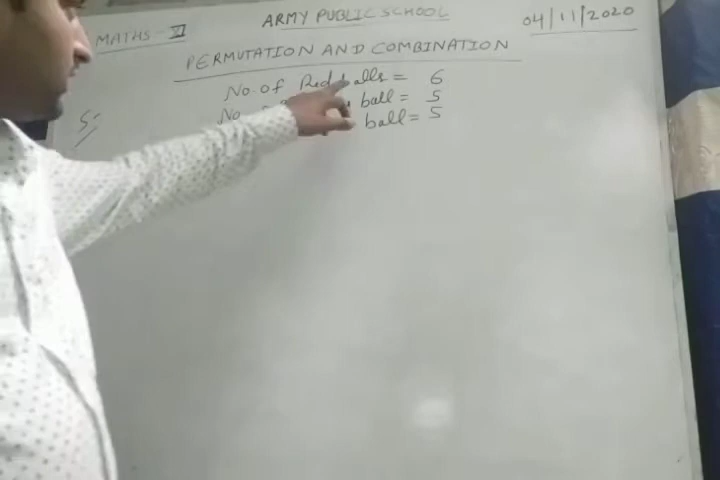 MATHS - XI
ARMY PUBLIC SCHOOL
04/11/2020
PERMUTATION AND COMBINATION
5-
No. of Red balls = 6
ball = 5
No. ball = 5